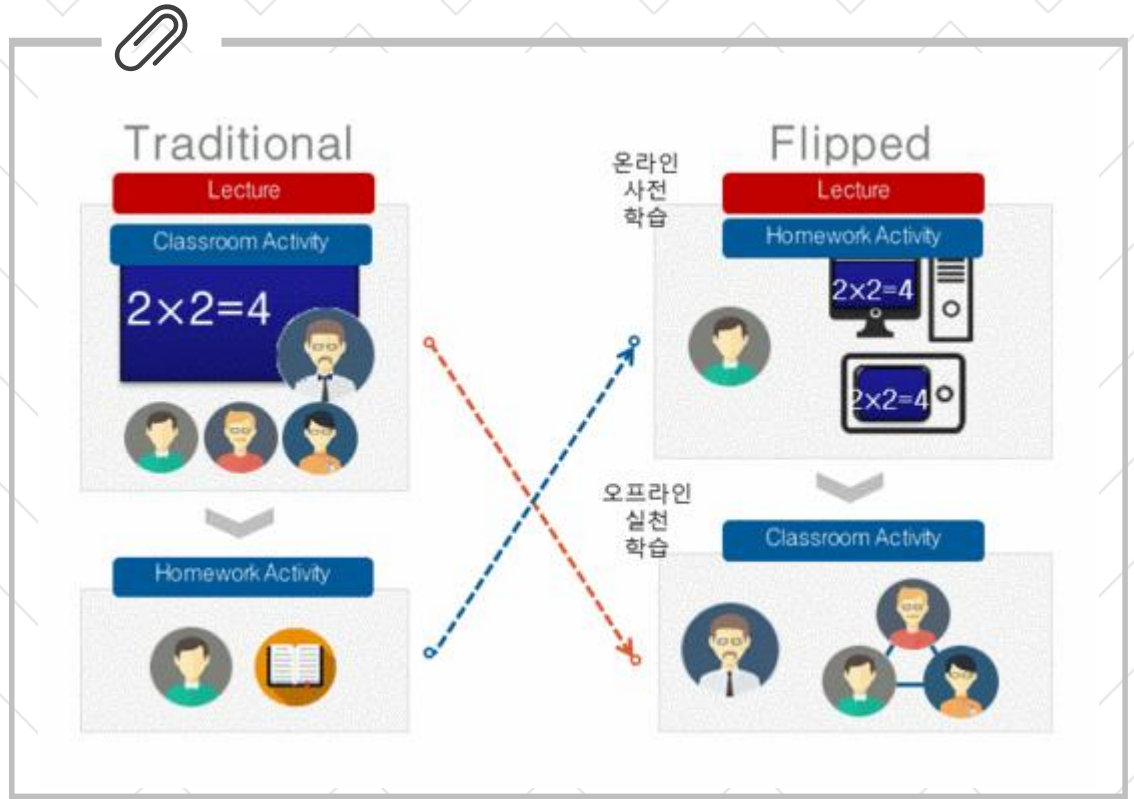 Traditional
Lecture
Classroom Activity
2×2=4
Homework Activity
Flipped
온라인
사전
학습
Lecture
Homework Activity
2×2=4
2×2=4
오프라인
실천
학습
Classroom Activity